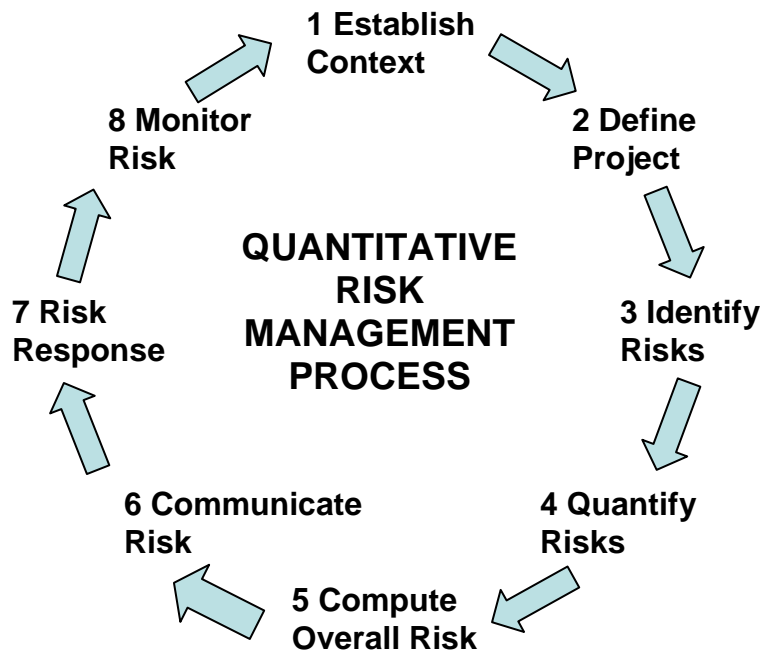 1 Establish
Context
2 Define
Project
3 Identify
Risks
4 Quantify
Risks
5 Compute
Overall Risk
6 Communicate
Risk
7 Risk
Response
8 Monitor
Risk
QUANTITATIVE
RISK
MANAGEMENT
PROCESS